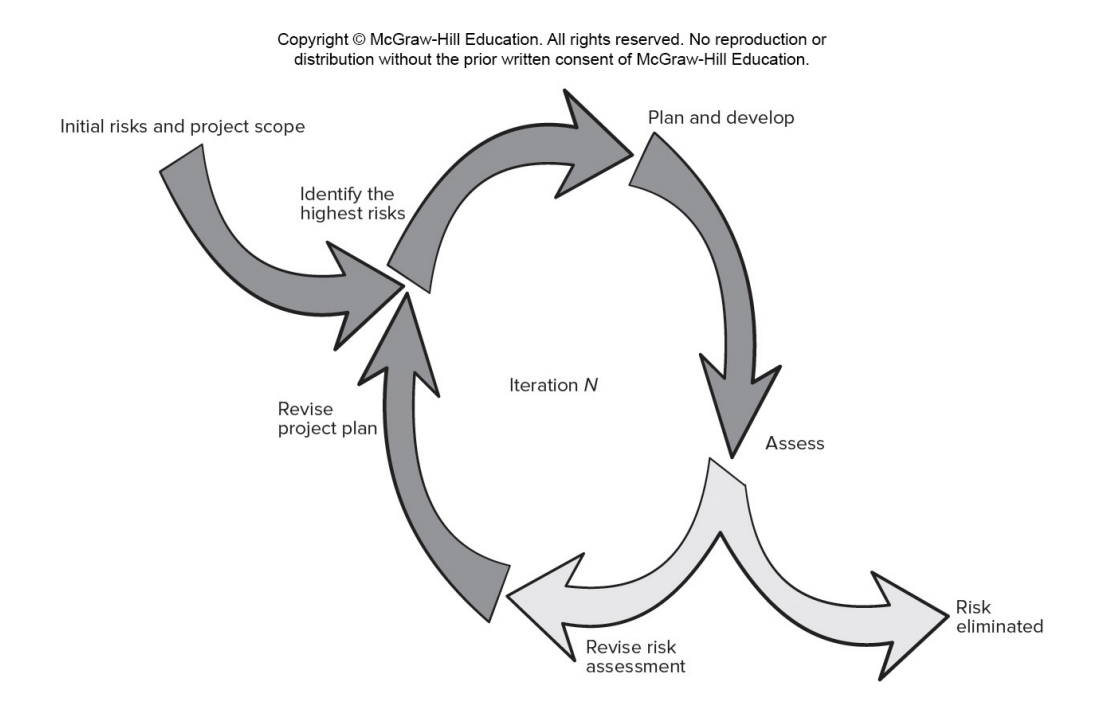 Copyright © McGraw-Hill Education. All rights reserved. No reproduction or
distribution without the prior written consent of McGraw-Hill Education.
Initial risks and project scope
Plan and develop
Identify the
highest risks
Iteration N
Revise
project plan
Assess
Risk
eliminated
Revise risk
assessment